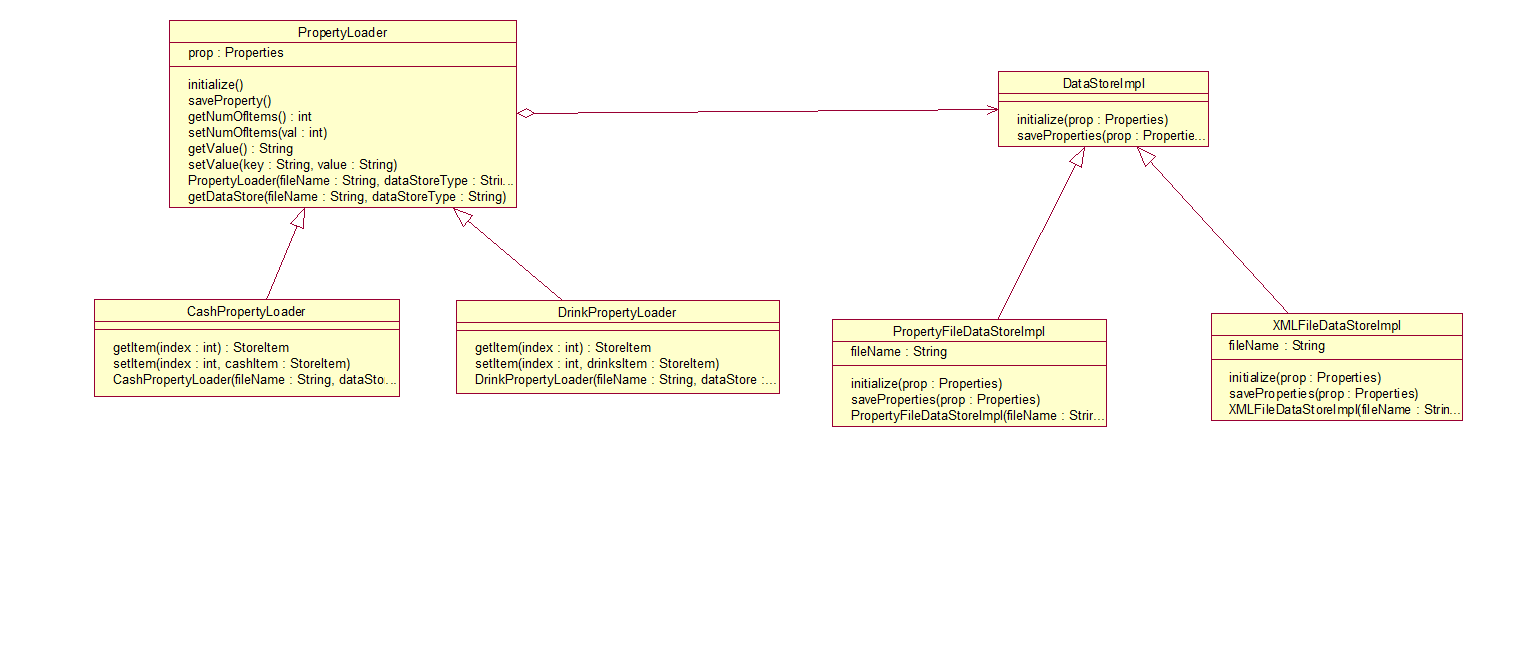 PropertyLoader
prop : Properties
initialize()
saveProperty()
getNumOfItems() : int
setNumOfItems(val : int)
getValue() : String
setValue(key : String, value : String)
PropertyLoader(fileName : String, dataStoreType : Strin...
getDataStore(fileName : String, dataStoreType : String)
DataStoreImpl
initialize(prop : Properties)
saveProperties(prop : Propertie...
CashPropertyLoader
getItem(index : int) : StoreItem
setItem(index : int, cashItem : StoreItem)
CashPropertyLoader(fileName : String, dataSto...
DrinkPropertyLoader
getItem(index : int) : StoreItem
setItem(index : int, drinksItem : StoreItem)
DrinkPropertyLoader(fileName : String, dataStore :...
PropertyFileDataStoreImpl
fileName : String
initialize(prop : Properties)
saveProperties(prop : Properties)
PropertyFileDataStoreImpl(fileName : Strin...
XMLFileDataStoreImpl
fileName : String
initialize(prop : Properties)
saveProperties(prop : Properties)
XMLFileDataStoreImpl(fileName : Strin...